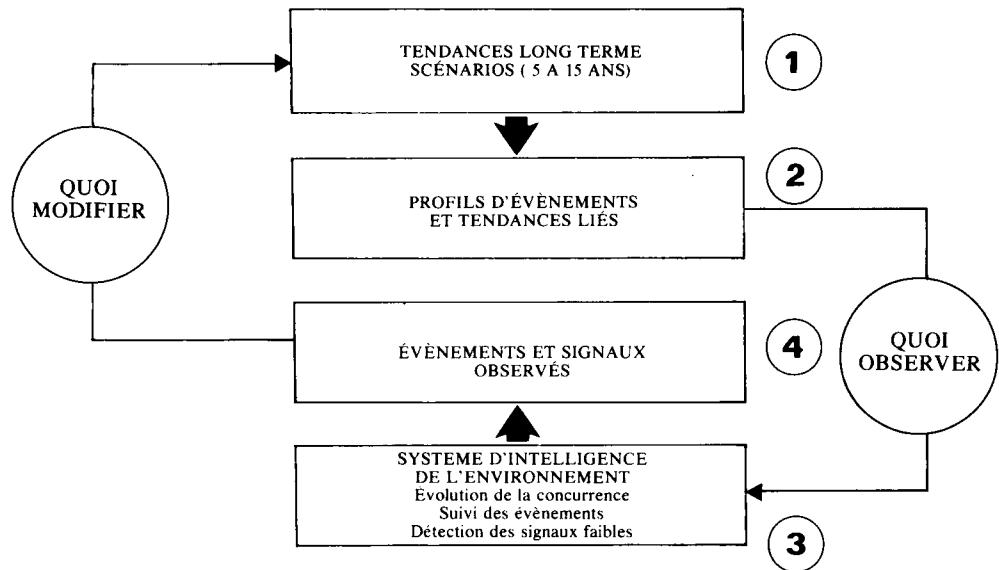 TENDANCES LONG TERME
SCÉNARIOS ( 5 A 15 ANS)
1
QUOI
MODIFIER
PROFILS D'ÉVÈNEMENTS
ET TENDANCES LIÉS
2
ÉVÈNEMENTS ET SIGNAUX
OBSERVÉS
4
QUOI
OBSERVER
SYSTEME D'INTELLIGENCE
DE L'ENVIRONNEMENT
Évolution de la concurrence
Suivi des évènements
Détection des signaux faibles
3